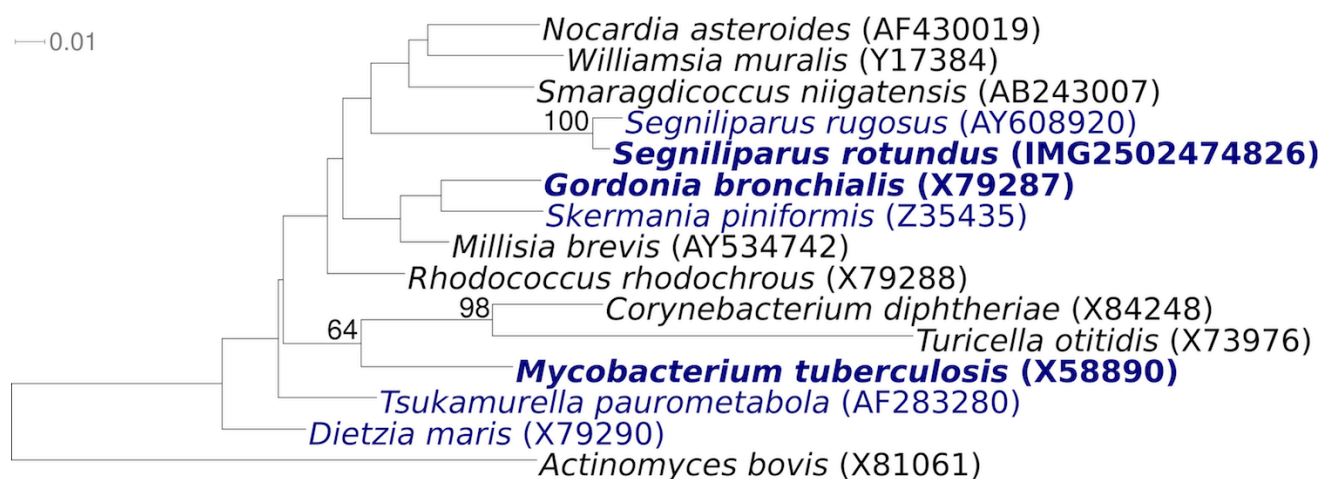 0.01
Nocardia asteroides (AF430019)
Williamsia muralis (Y17384)
Smaragdicoccus niigatensis (AB243007)
100
Segniliparus rugosus (AY608920)
Segniliparus rotundus (IMG2502474826)
Gordonia bronchialis (X79287)
Skermania piniformis (Z35435)
Millisia brevis (AY534742)
Rhodococcus rhodochrous (X79288)
98
Corynebacterium diphtheriae (X84248)
64
Turicella otitidis (X73976)
Mycobacterium tuberculosis (X58890)
Tsukamurella paurometabola (AF283280)
Dietzia maris (X79290)
Actinomyces bovis (X81061)